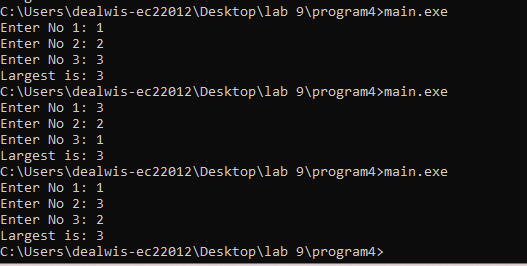 C:\Users\dealwis-ec22012\Desktop\lab 9\program4>main.exe
Enter No 1: 1
Enter No 2: 2
Enter No 3: 3
Largest is: 3
C:\Users\dealwis-ec22012\Desktop\lab 9\program4>main.exe
Enter No 1: 3
Enter No 2: 2
Enter No 3: 1
Largest is: 3
C:\Users\dealwis-ec22012\Desktop\lab 9\program4>main.exe
Enter No 1: 1
Enter No 2: 3
Enter No 3: 2
Largest is: 3
C:\Users\dealwis-ec22012\Desktop\lab 9\program4>